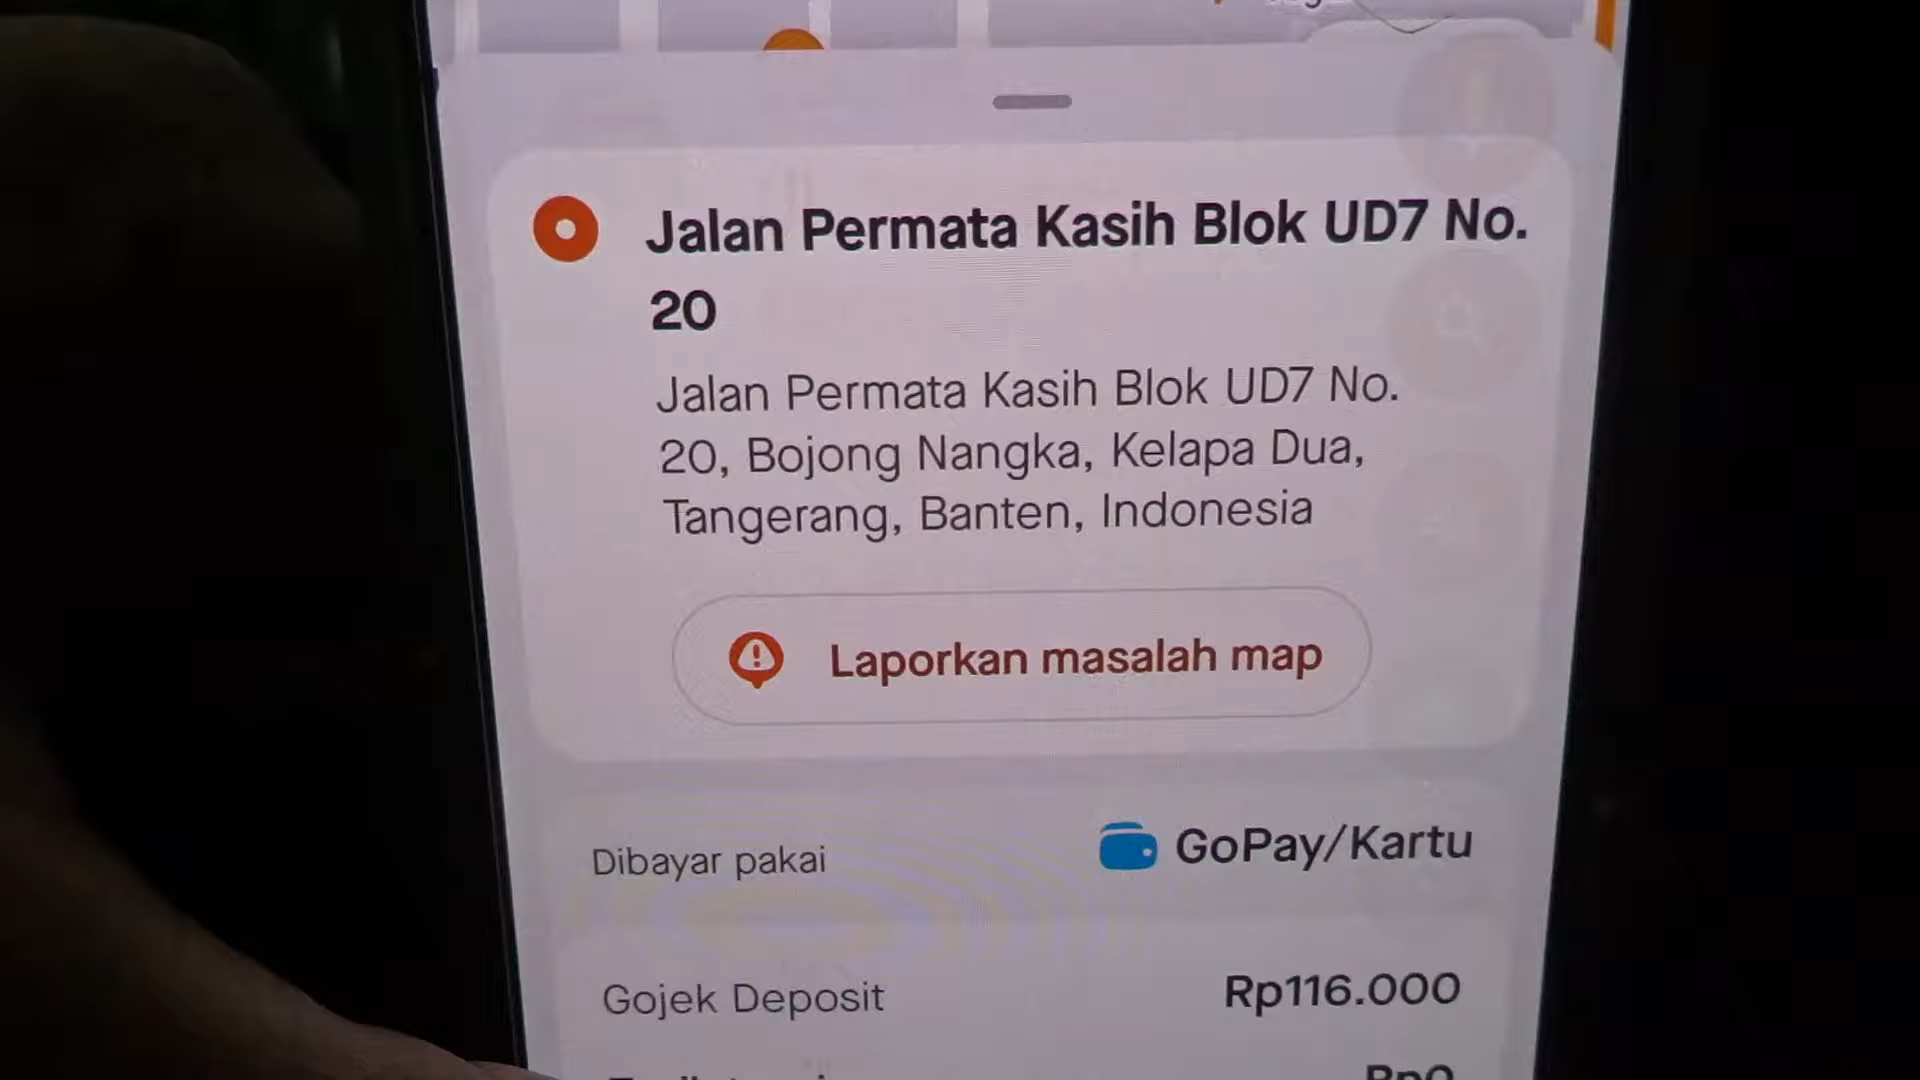 Jalan Permata Kasih Blok UD7 No.
20
Jalan Permata Kasih Blok UD7 No.
20, Bojong Nangka, Kelapa Dua,
Tangerang, Banten, Indonesia
Laporkan masalah map
Dibayar pakai GoPay/Kartu
Gojek Deposit Rp116.000
Rp0